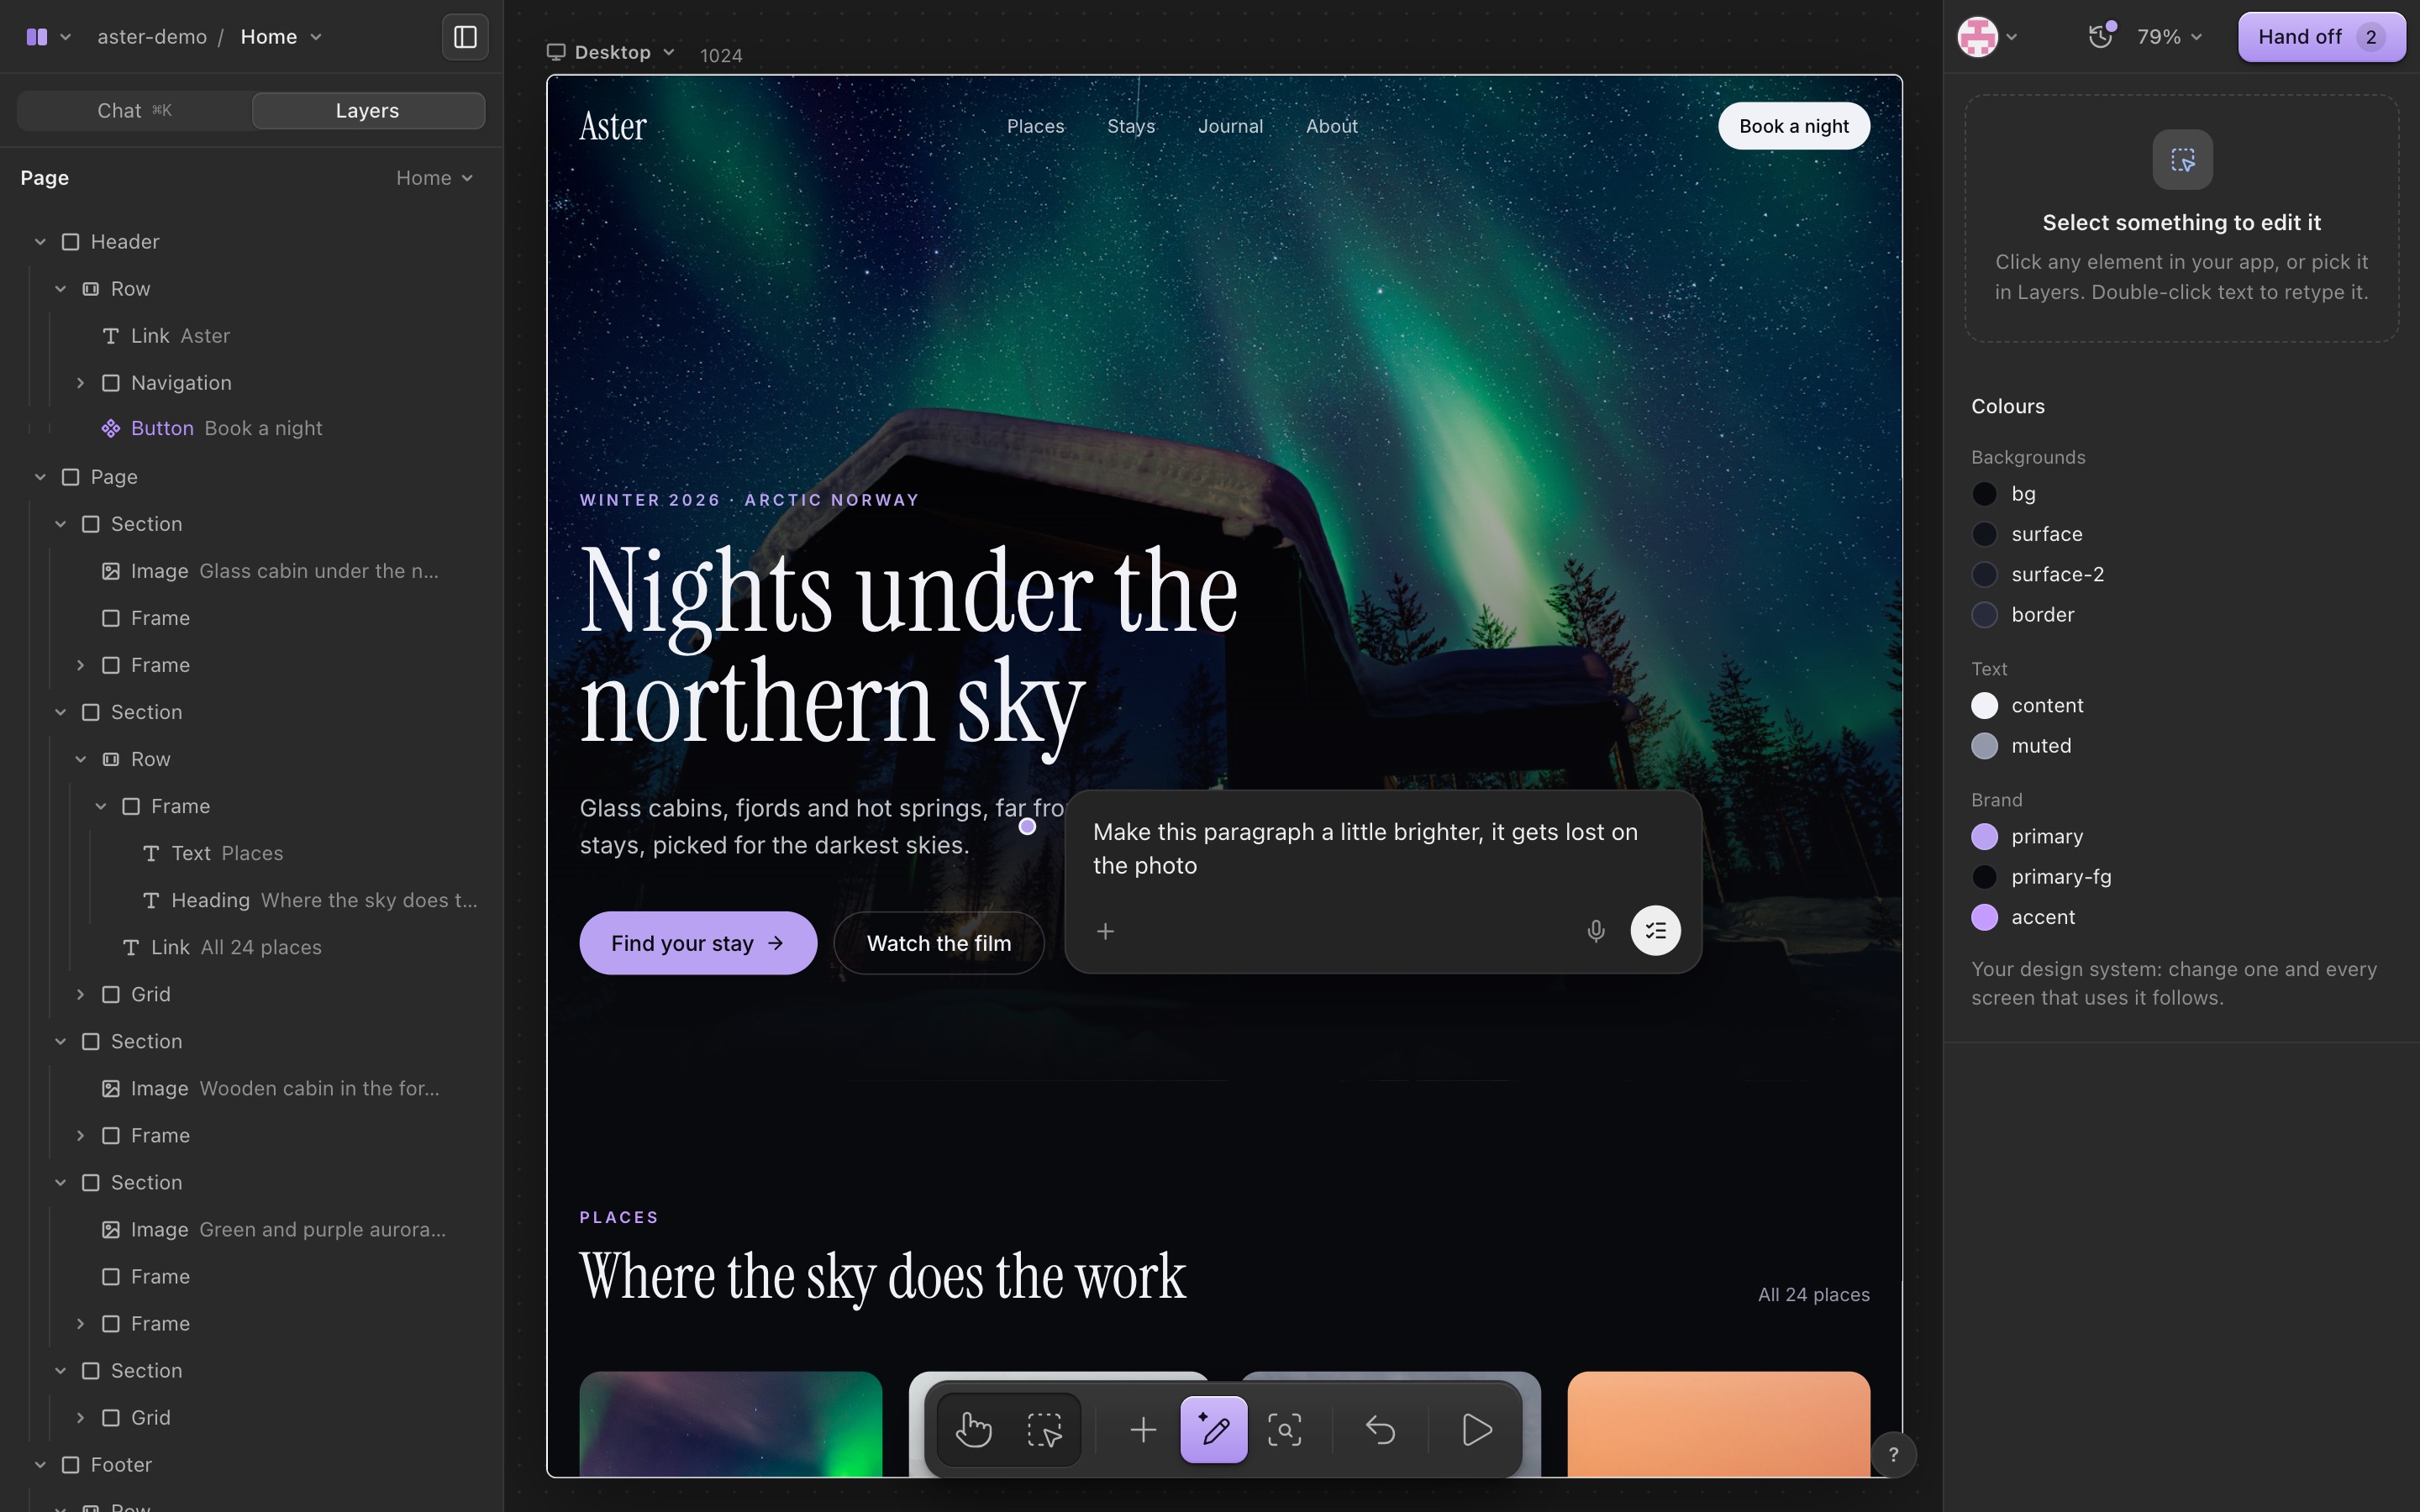 aster-demo / Home
Chat ⌘K
Layers
Page
Home
Header
Row
Link Aster
Navigation
Button Book a night
Page
Section
Image Glass cabin under the n...
Frame
Frame
Section
Row
Frame
Text Places
Heading Where the sky does t...
Link All 24 places
Grid
Section
Image Wooden cabin in the for...
Frame
Section
Image Green and purple aurora...
Frame
Frame
Section
Grid
Footer
Row
Desktop
1024
Aster
Places
Stays
Journal
About
Book a night
WINTER 2026 · ARCTIC NORWAY
Nights under the
northern sky
Glass cabins, fjords and hot springs, far
stays, picked for the darkest skies.
Find your stay
Watch the film
Make this paragraph a little brighter, it gets lost on
the photo
PLACES
Where the sky does the work
All 24 places
?
79%
Hand off 2
Select something to edit it
Click any element in your app, or pick it
in Layers. Double-click text to retype it.
Colours
Backgrounds
bg
surface
surface-2
border
Text
content
muted
Brand
primary
primary-fg
accent
Your design system: change one and every
screen that uses it follows.